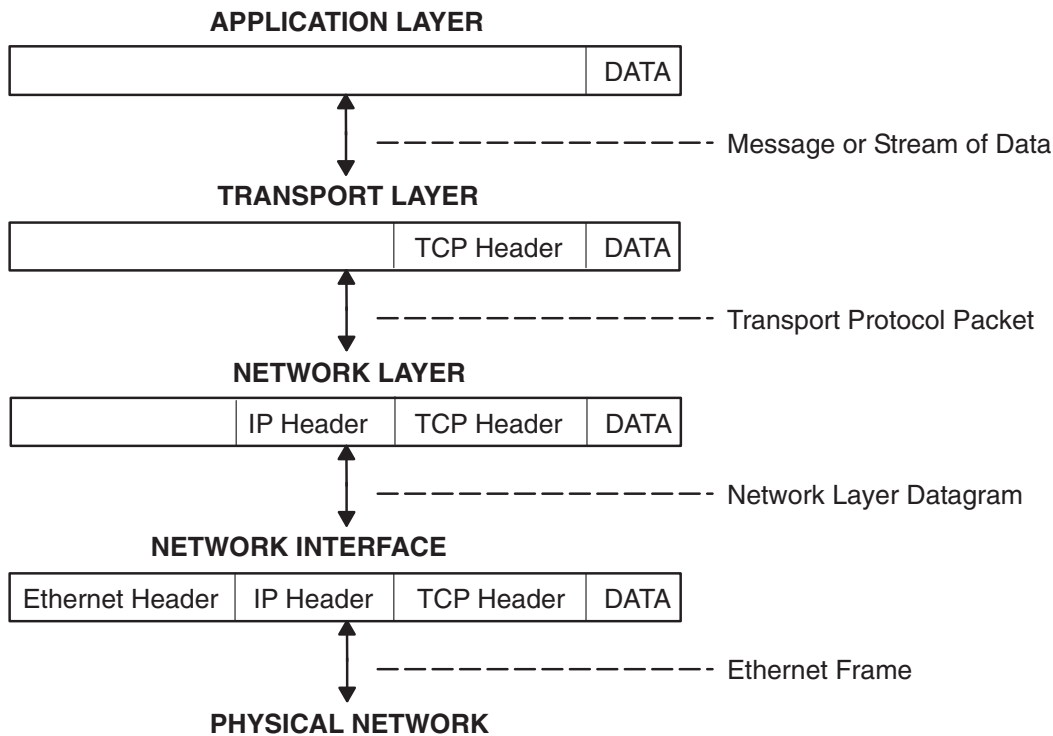 APPLICATION LAYER
DATA
Message or Stream of Data
TRANSPORT LAYER
TCP Header DATA
Transport Protocol Packet
NETWORK LAYER
IP Header TCP Header DATA
Network Layer Datagram
NETWORK INTERFACE
Ethernet Header IP Header TCP Header DATA
Ethernet Frame
PHYSICAL NETWORK